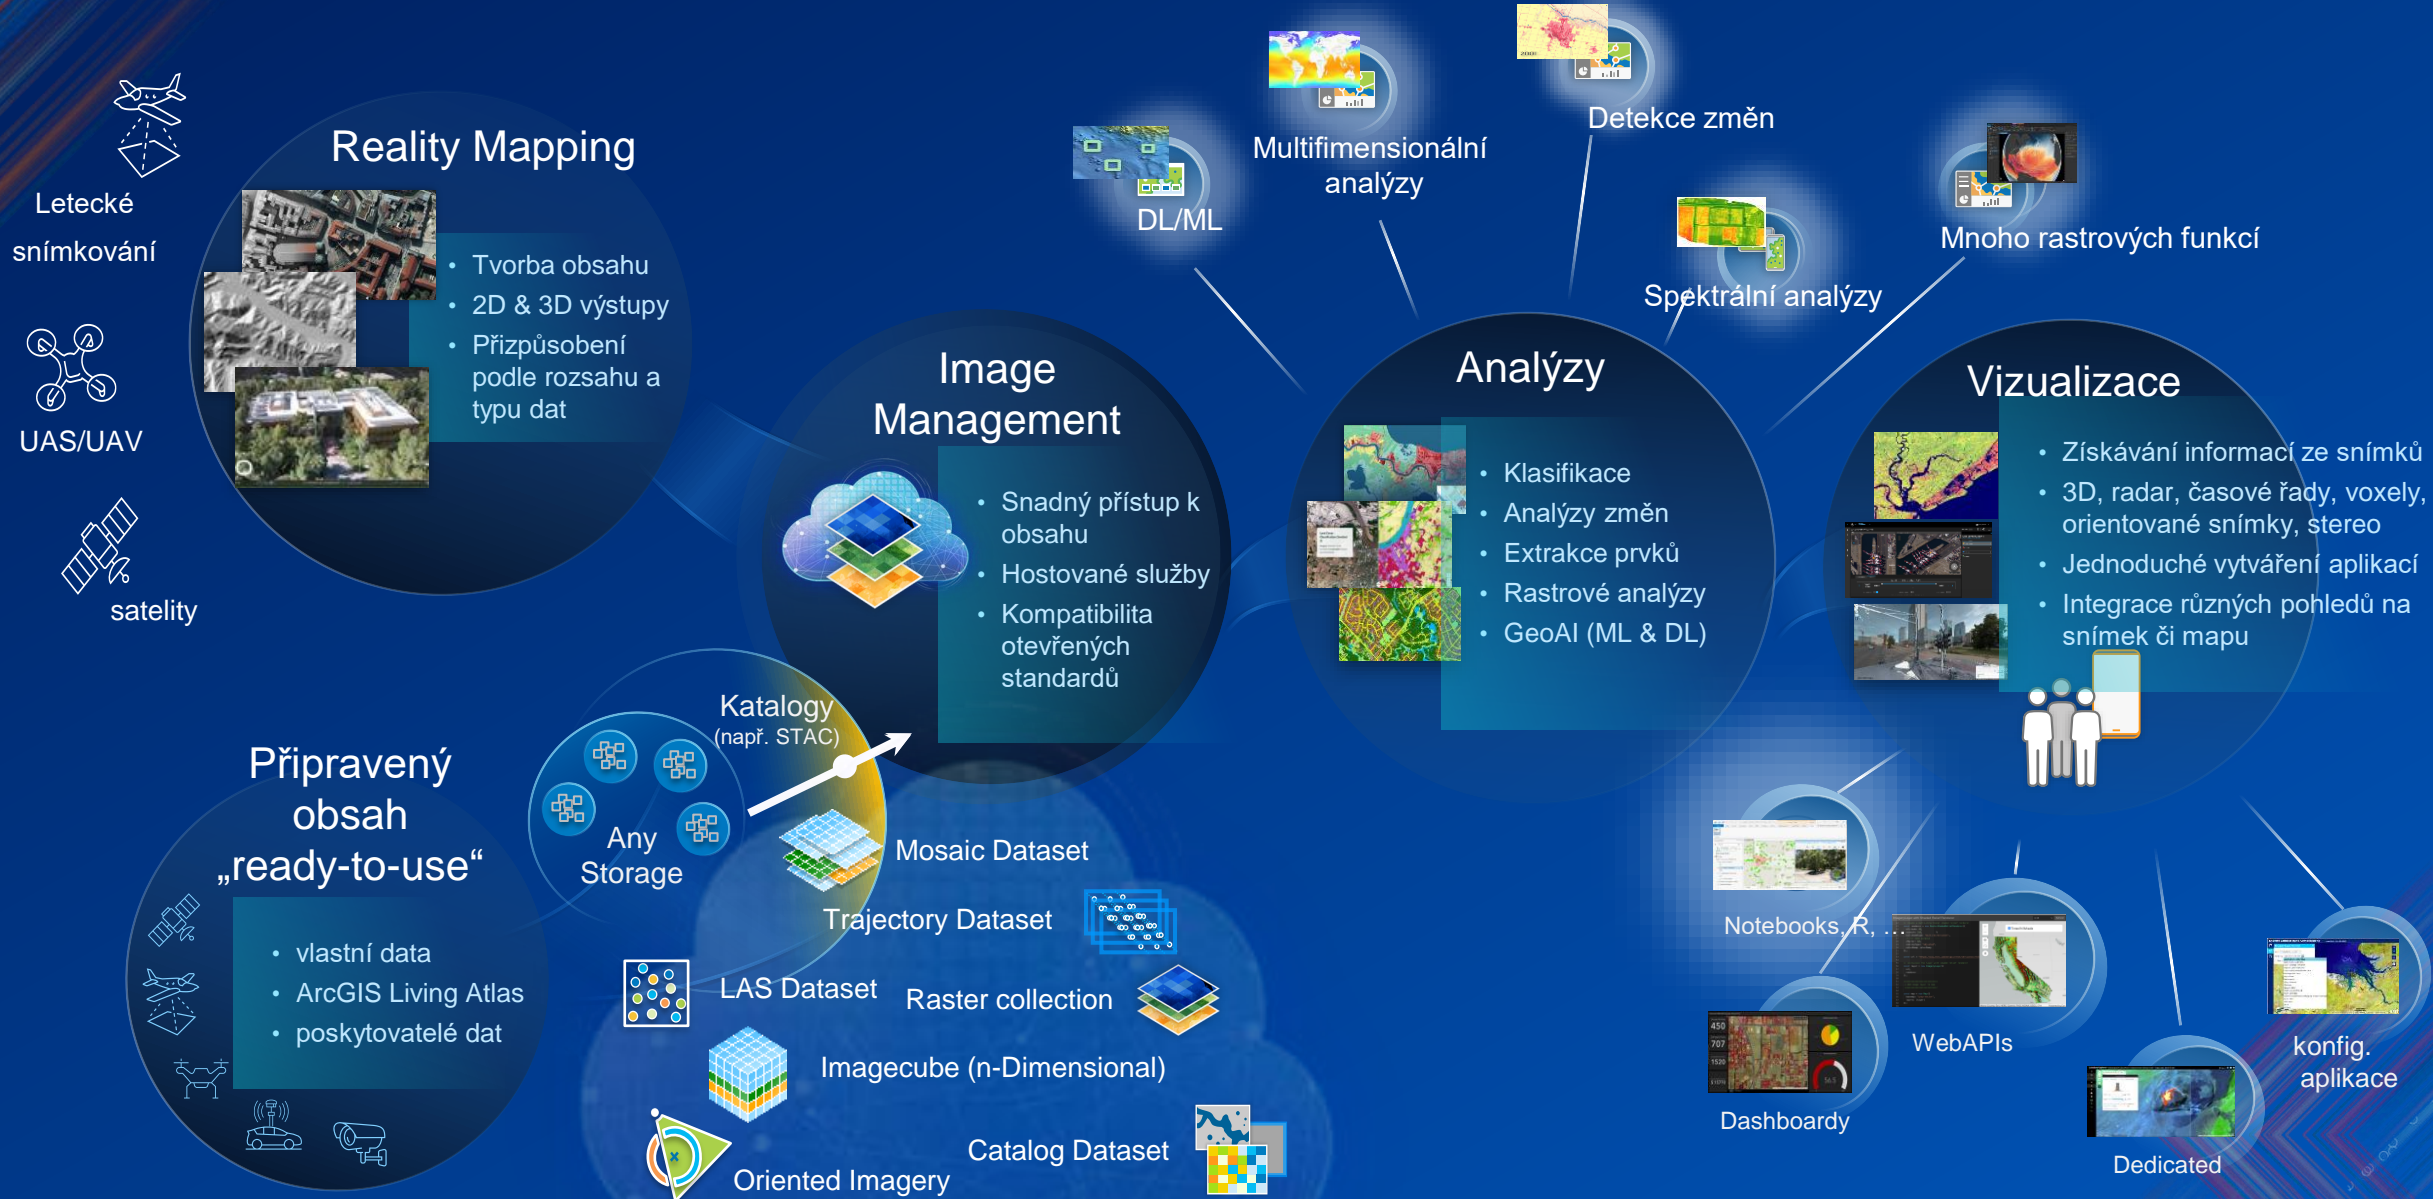 Letecké
snímkování
UAS/UAV
satelity
Reality Mapping
• Tvorba obsahu
• 2D & 3D výstupy
• Přizpůsobení
podle rozsahu a
typu dat
Připravený
obsah
„ready-to-use“
• vlastní data
• ArcGIS Living Atlas
• poskytovatelé dat
Any
Storage
Katalogy
(např. STAC)
Image
Management
• Snadný přístup k
obsahu
• Hostované služby
• Kompatibilita
otevřených
standardů
Mosaic Dataset
Trajectory Dataset
LAS Dataset
Raster collection
Imagecube (n-Dimensional)
Catalog Dataset
Oriented Imagery
DL/ML
Multifimensionální
analýzy
2001
Detekce změn
Spektrální analýzy
Mnoho rastrových funkcí
Analýzy
• Klasifikace
• Analýzy změn
• Extrakce prvků
• Rastrové analýzy
• GeoAI (ML & DL)
Vizualizace
• Získávání informací ze snímků
• 3D, radar, časové řady, voxely,
orientované snímky, stereo
• Jednoduché vytváření aplikací
• Integrace různých pohledů na
snímek či mapu
Notebooks, R, …
450
707
1520
Dashboardy
WebAPIs
Dedicated
konfig.
aplikace